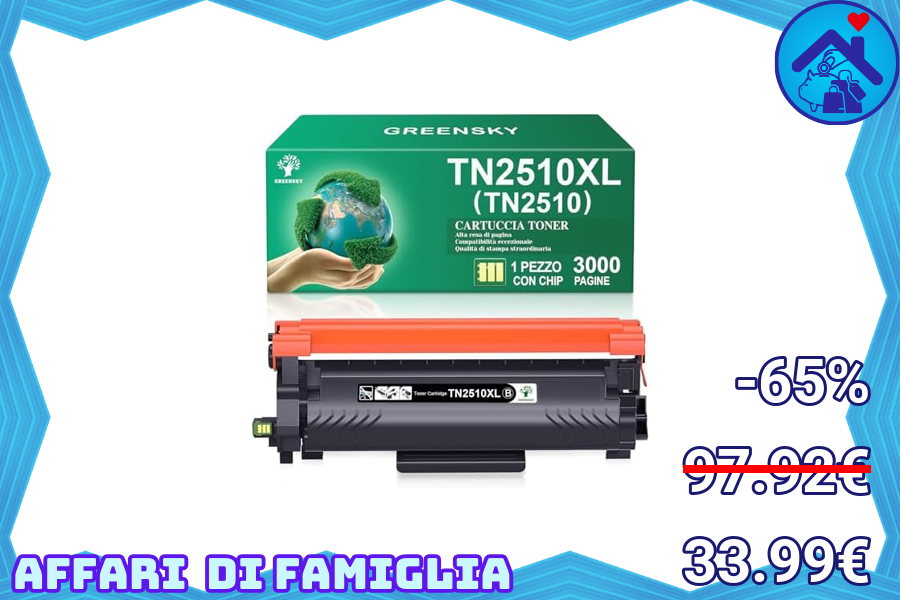 GREENSKY
GREENSKY
TN2510XL
(TN2510)
CARTUCCIA TONER
Alta resa di pagina
Compatibilità eccezionale
Qualità di stampa straordinaria
1 PEZZO
CON CHIP
3000
PAGINE
Toner Cartridge TN2510XL B
-65%
97.92€
33.99€
AFFARI DI FAMIGLIA